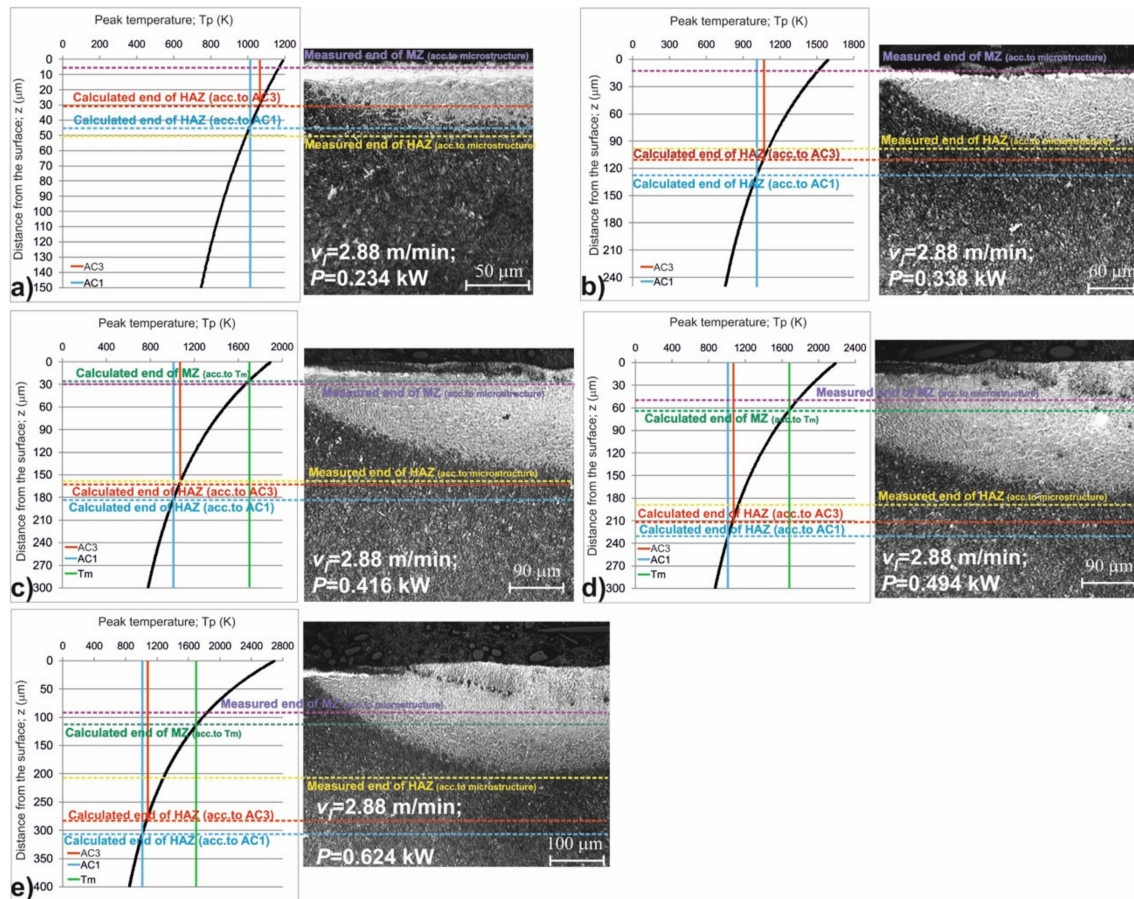 Peak temperature; Tp (K)
0 200 400 600 800 1000 1200
Distance from the surface; z (μm)
0
10
20
30
40
50
60
70
80
90
100
110
120
130
140
150
Measured end of MZ (acc.to microstructure)
Calculated end of HAZ (acc.to AC3)
Calculated end of HAZ (acc.to AC1)
Measured end of HAZ (acc.to microstructure)
AC3
AC1
a)
vf=2.88 m/min;
P=0.234 kW
50 μm
Peak temperature; Tp (K)
0 300 600 900 1200 1500 1800
Distance from the surface; z (μm)
0
30
60
90
120
150
180
210
240
Measured end of MZ (acc.to microstructure)
Measured end of HAZ (acc.to microstructure)
Calculated end of HAZ (acc.to AC3)
Calculated end of HAZ (acc.to AC1)
AC3
AC1
b)
vf=2.88 m/min;
P=0.338 kW
60 μm
Peak temperature; Tp (K)
0 400 800 1200 1600 2000
Distance from the surface; z (μm)
0
30
60
90
120
150
180
210
240
270
300
Calculated end of MZ (acc.to Tm)
Measured end of MZ (acc.to microstructure)
Measured end of HAZ (acc.to microstructure)
Calculated end of HAZ (acc.to AC3)
Calculated end of HAZ (acc.to AC1)
AC3
AC1
Tm
c)
vf=2.88 m/min;
P=0.416 kW
90 μm
Peak temperature; Tp (K)
0 400 800 1200 1600 2000 2400
Distance from the surface; z (μm)
0
30
60
90
120
150
180
210
240
270
300
Measured end of MZ (acc.to microstructure)
Calculated end of MZ (acc.to Tm)
Measured end of HAZ (acc.to microstructure)
Calculated end of HAZ (acc.to AC3)
Calculated end of HAZ (acc.to AC1)
AC3
AC1
Tm
d)
vf=2.88 m/min;
P=0.494 kW
90 μm
Peak temperature; Tp (K)
0 400 800 1200 1600 2000 2400 2800
Distance from the surface; z (μm)
0
50
100
150
200
250
300
350
400
Measured end of MZ (acc.to microstructure)
Calculated end of MZ (acc.to Tm)
Measured end of HAZ (acc.to microstructure)
Calculated end of HAZ (acc.to AC3)
Calculated end of HAZ (acc.to AC1)
AC3
AC1
Tm
e)
vf=2.88 m/min;
P=0.624 kW
100 μm